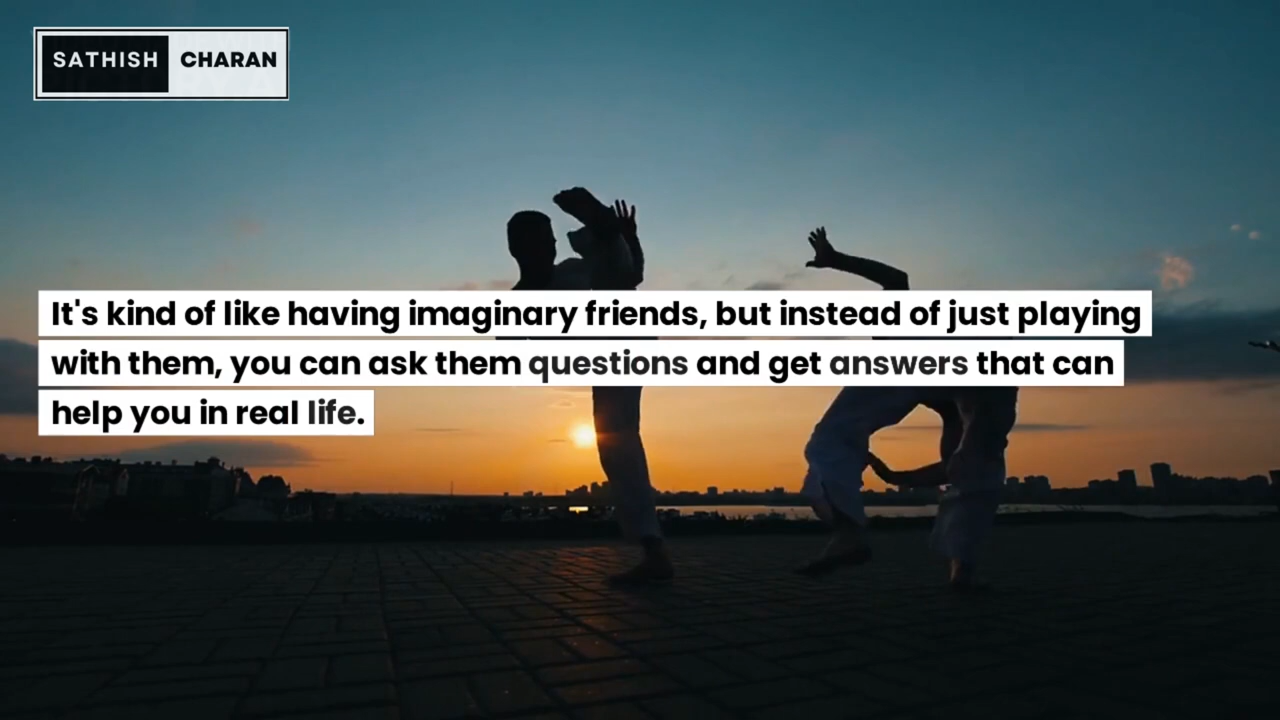 SATHISH CHARAN
It's kind of like having imaginary friends, but instead of just playing
with them, you can ask them questions and get answers that can
help you in real life.